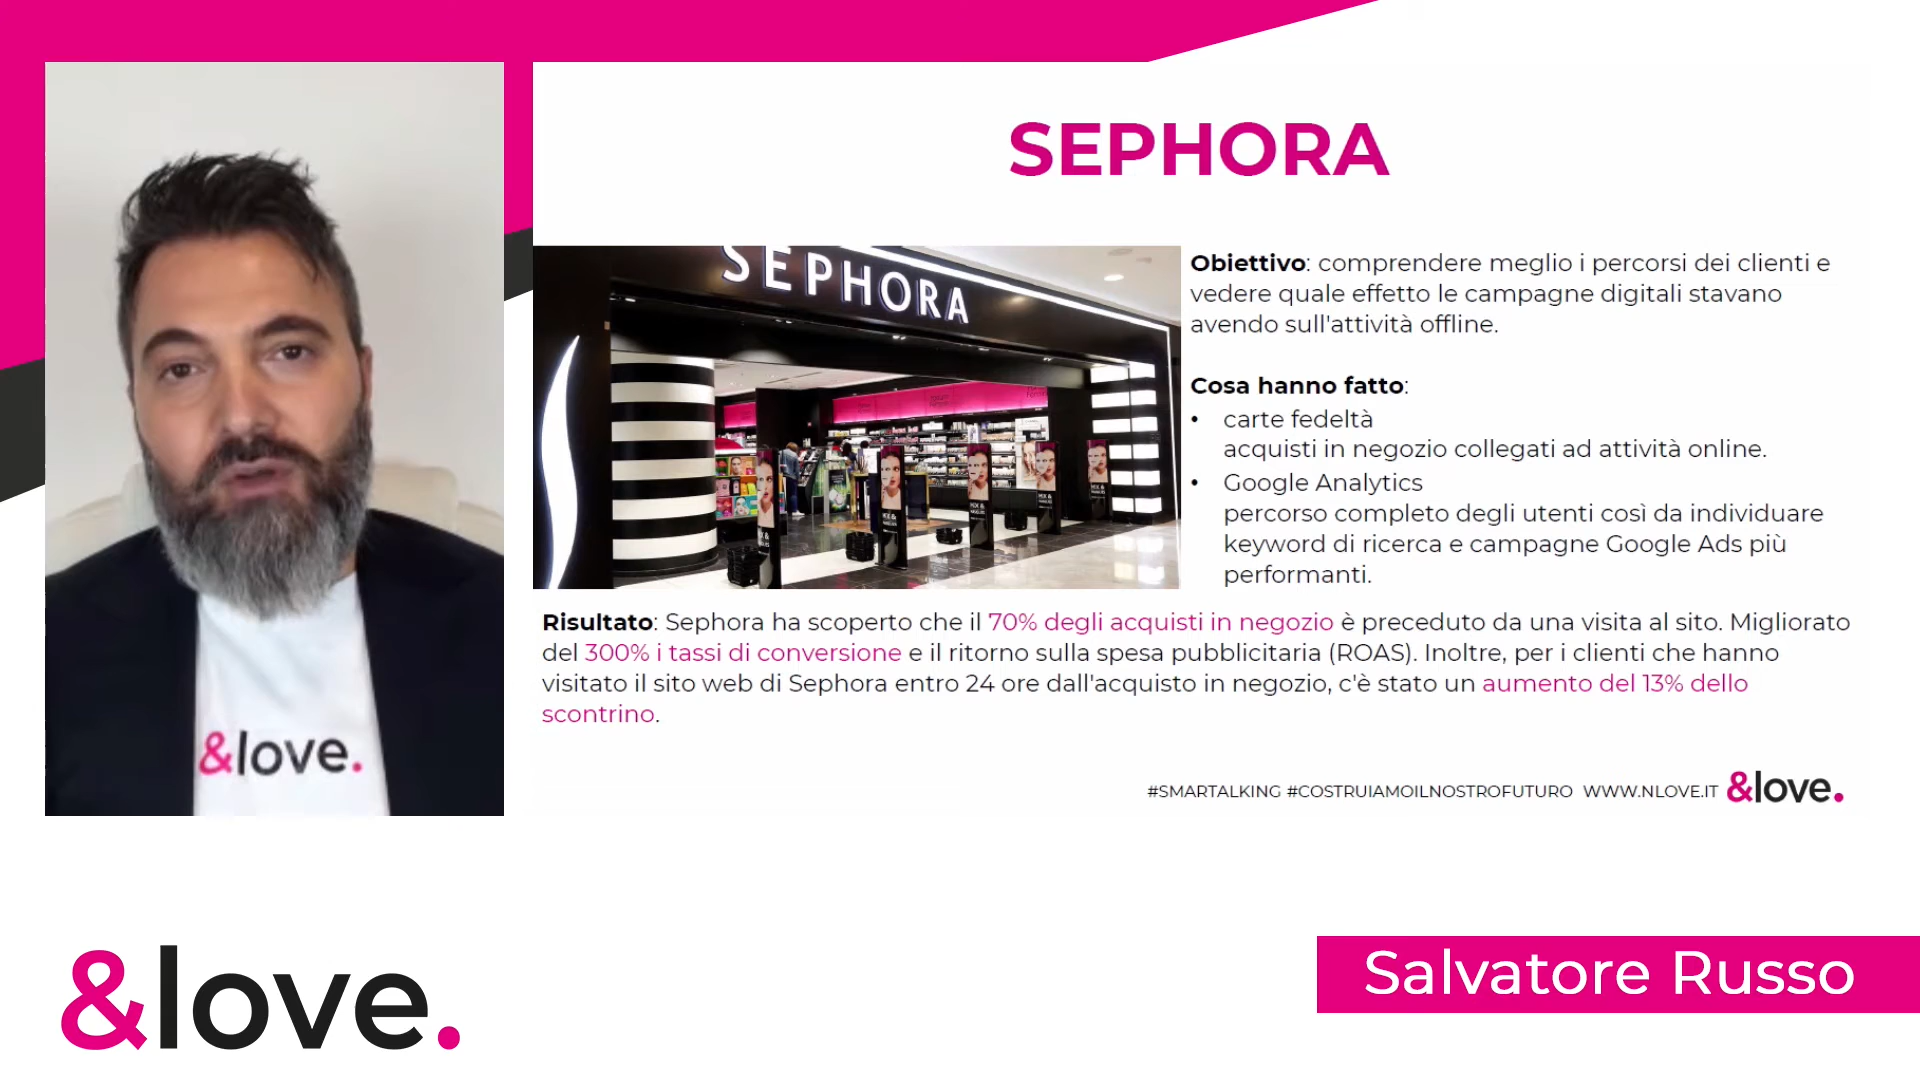 SEPHORA
SEPHORA
Obiettivo: comprendere meglio i percorsi dei clienti e
vedere quale effetto le campagne digitali stavano
avendo sull'attività offline.
Cosa hanno fatto:
• carte fedeltà
acquisti in negozio collegati ad attività online.
• Google Analytics
percorso completo degli utenti così da individuare
keyword di ricerca e campagne Google Ads più
performanti.
Risultato: Sephora ha scoperto che il 70% degli acquisti in negozio è preceduto da una visita al sito. Migliorato
del 300% i tassi di conversione e il ritorno sulla spesa pubblicitaria (ROAS). Inoltre, per i clienti che hanno
visitato il sito web di Sephora entro 24 ore dall'acquisto in negozio, c'è stato un aumento del 13% dello
scontrino.
&love.
#SMARTALKING #COSTRUIAMOILNOSTROFUTURO WWW.NLOVE.IT &love.
&love.
Salvatore Russo